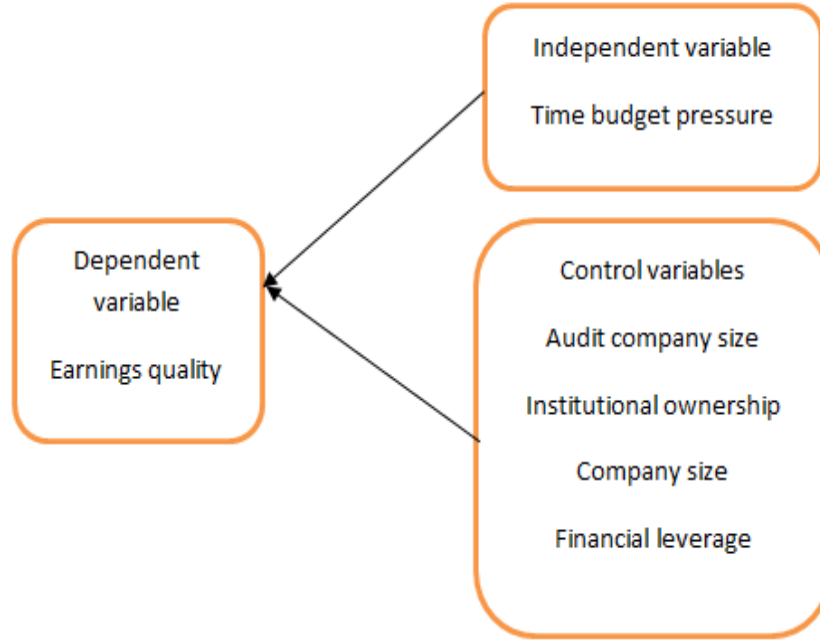 Independent variable
Time budget pressure
Dependent
variable
Earnings quality
Control variables
Audit company size
Institutional ownership
Company size
Financial leverage